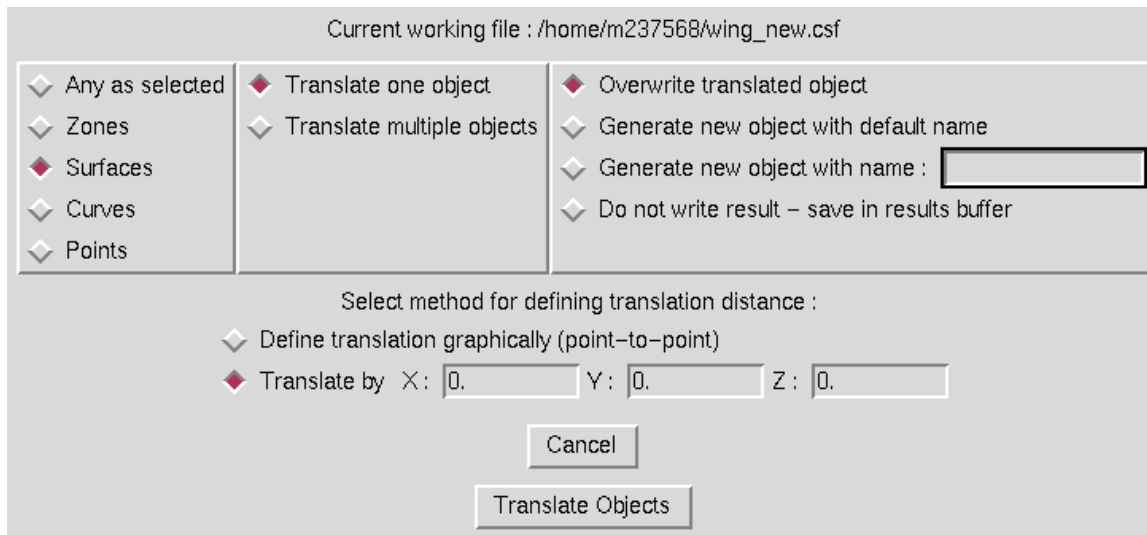 Current working file : /home/m237568/wing_new.csf
Any as selected
Zones
Surfaces
Curves
Points
Translate one object
Translate multiple objects
Overwrite translated object
Generate new object with default name
Generate new object with name :
Do not write result – save in results buffer
Select method for defining translation distance :
Define translation graphically (point–to–point)
Translate by X : 0. Y : 0. Z : 0.
Cancel
Translate Objects